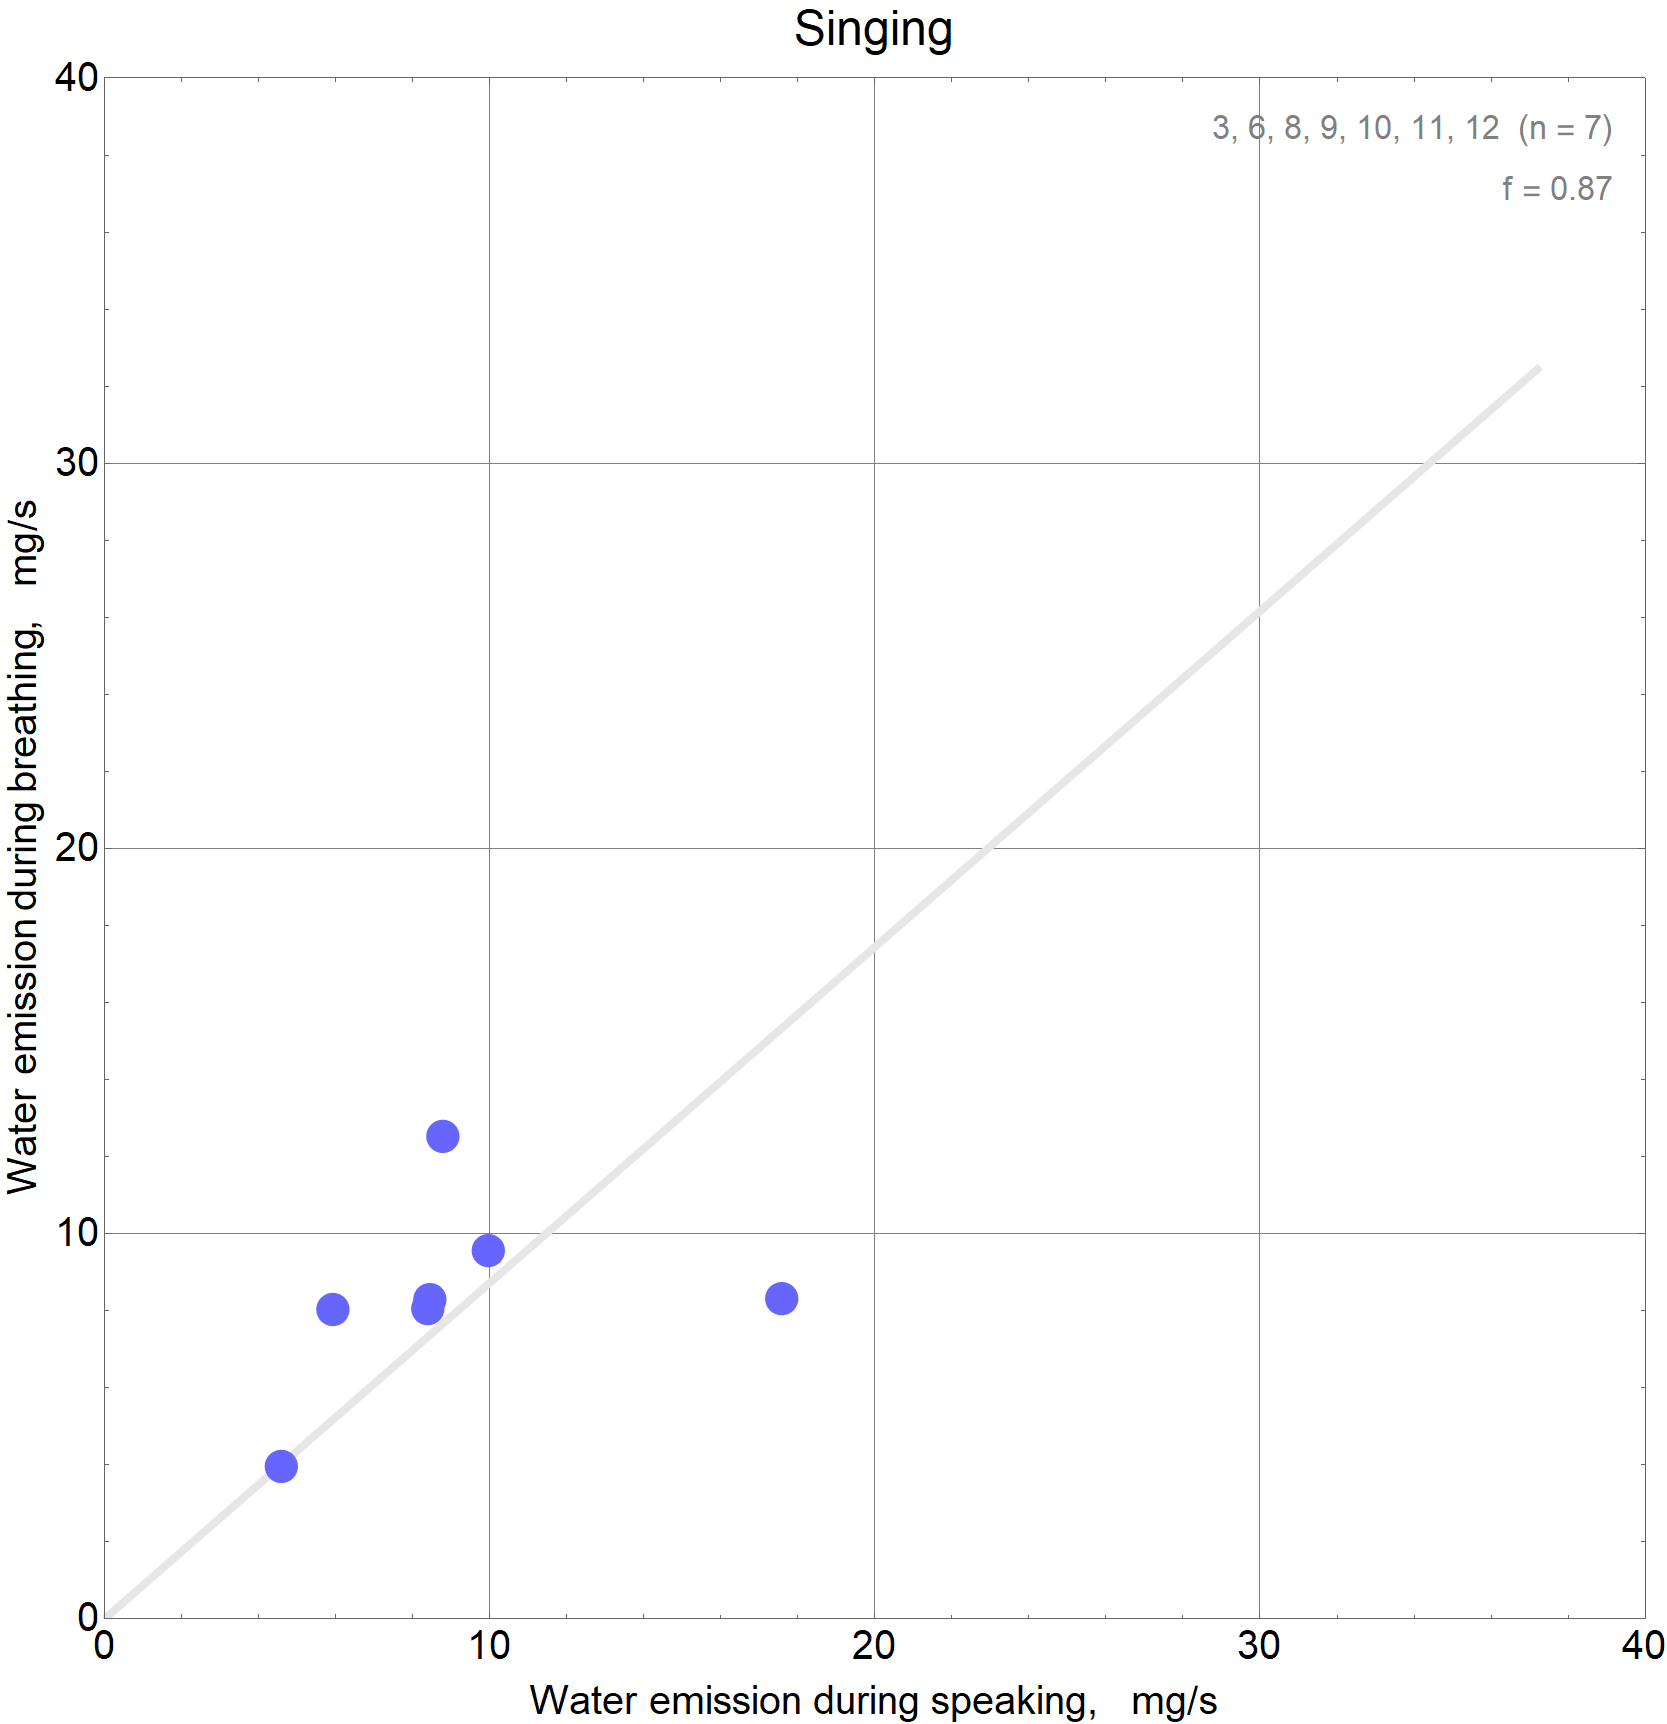 Singing
40
3, 6, 8, 9, 10, 11, 12 (n = 7)
f = 0.87
30
20
10
0
Water emission during breathing, mg/s
0 10 20 30 40
Water emission during speaking, mg/s